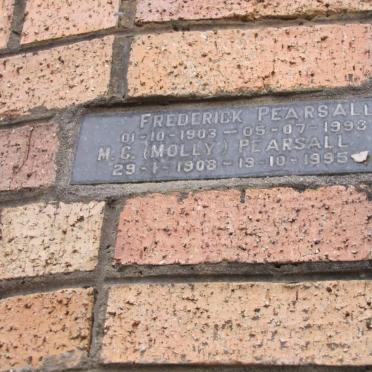 FREDERICK PEARSALL
01-10-1903 — 05-07-1993
M. G. (MOLLY) PEARSALL
29-1-1908 - 19-10-1995